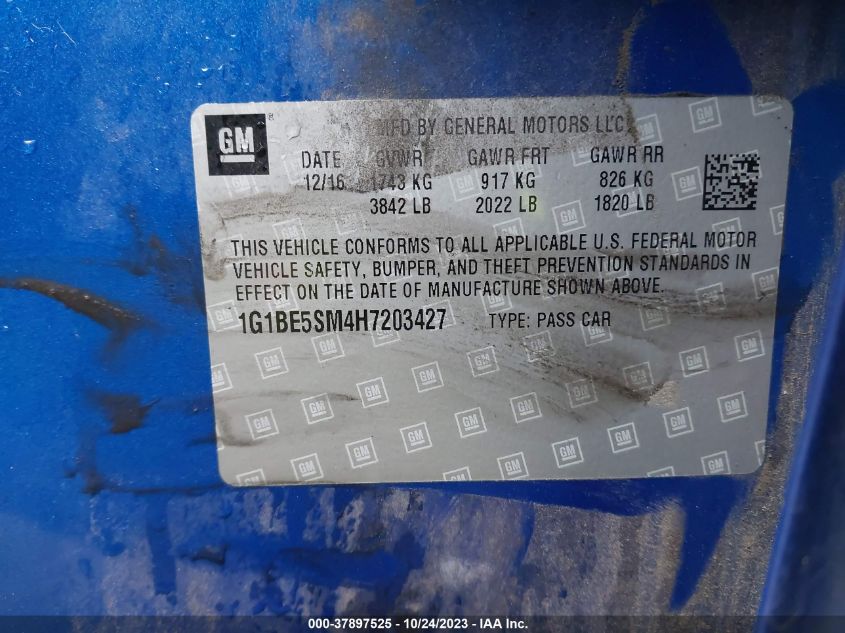 GM ® MFD BY GENERAL MOTORS LLC
DATE GVWR GAWR FRT GAWR RR
12/16 1743 KG 917 KG 826 KG
3842 LB 2022 LB 1820 LB
THIS VEHICLE CONFORMS TO ALL APPLICABLE U.S. FEDERAL MOTOR
VEHICLE SAFETY, BUMPER, AND THEFT PREVENTION STANDARDS IN
EFFECT ON THE DATE OF MANUFACTURE SHOWN ABOVE.
1G1BE5SM4H7203427 TYPE: PASS CAR
000-37897525 - 10/24/2023 - IAA Inc.